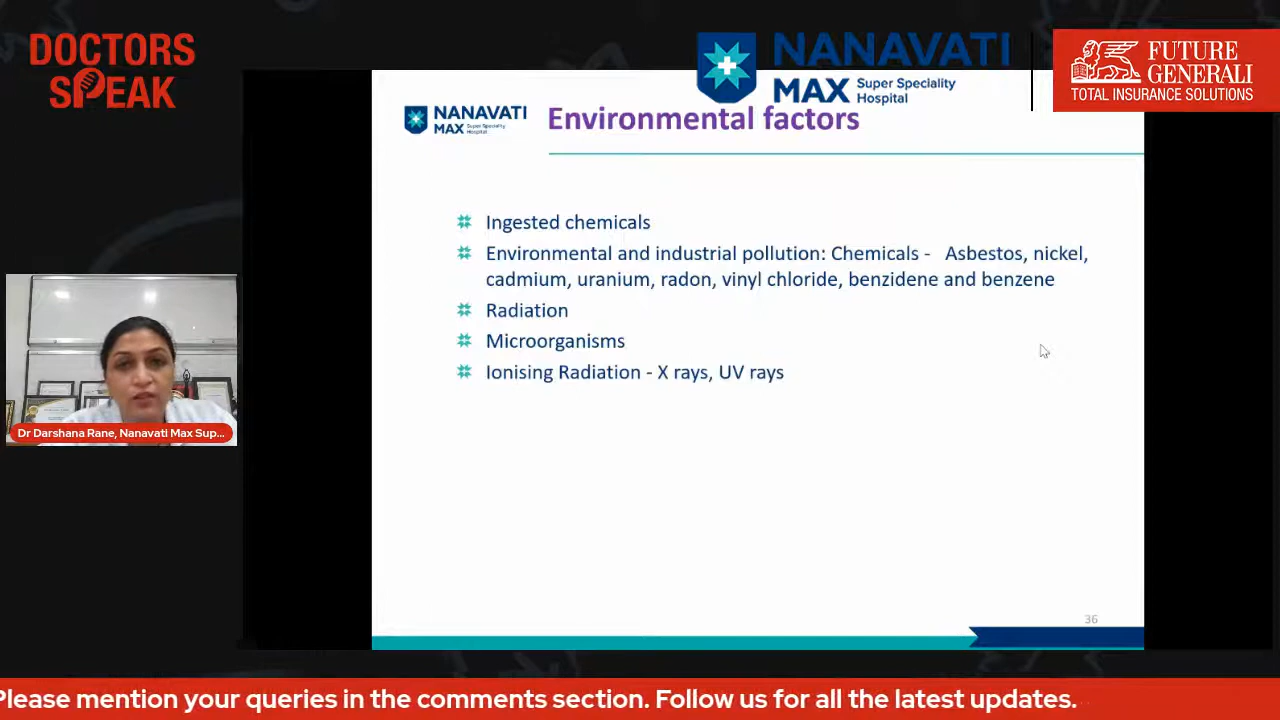 DOCTORS
SPEAK
NANAVATI
MAX Super Speciality
Hospital
FUTURE
GENERALI
TOTAL INSURANCE SOLUTIONS
NANAVATI
MAX Super Speciality
Hospital
Environmental factors
Ingested chemicals
Environmental and industrial pollution: Chemicals - Asbestos, nickel,
cadmium, uranium, radon, vinyl chloride, benzidene and benzene
Radiation
Microorganisms
Ionising Radiation - X rays, UV rays
Dr Darshana Rane, Nanavati Max Sup...
36
Please mention your queries in the comments section. Follow us for all the latest updates.